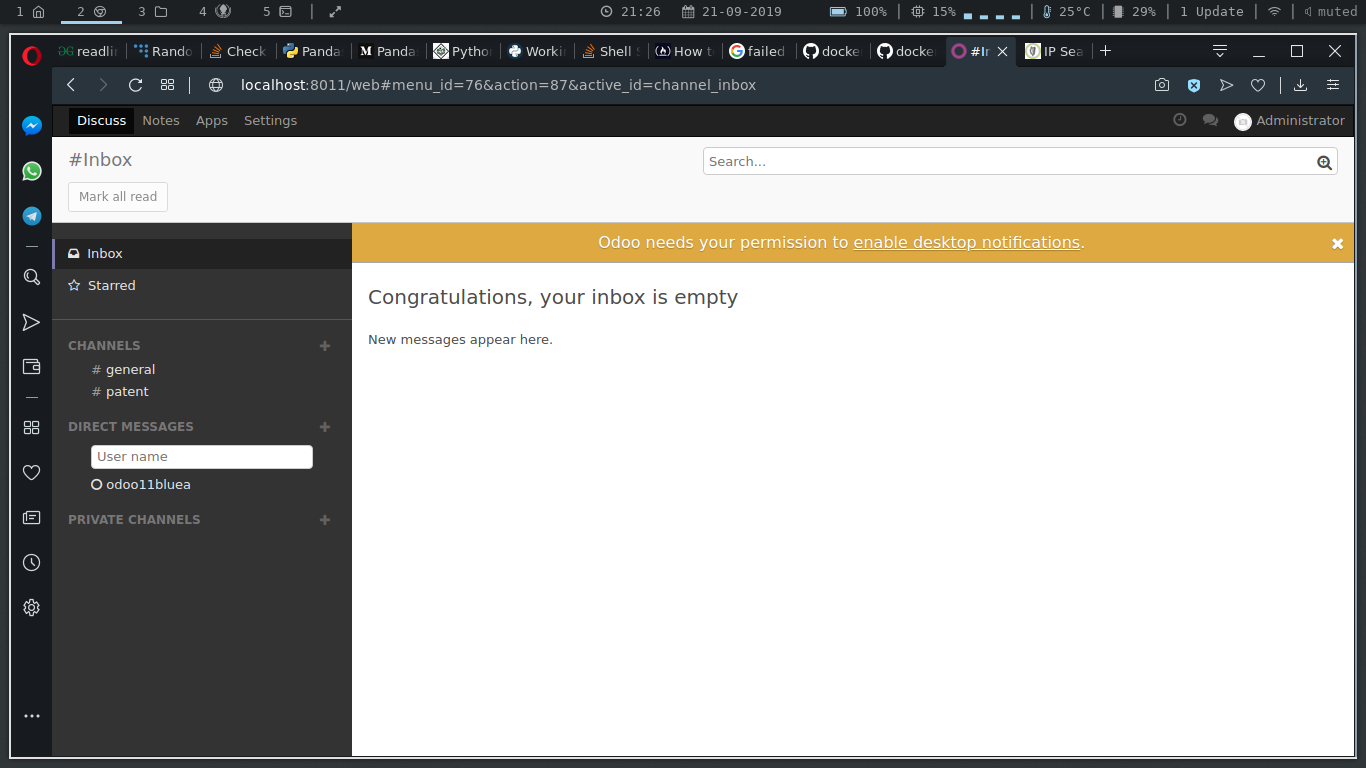 1 2 3 4 5 21:26 21-09-2019 100% 15% 25°C 29% 1 Update muted
readli Rando Check Panda Panda Pytho Worki Shell S How t failed docke docke #Ir IP Sea
localhost:8011/web#menu_id=76&action=87&active_id=channel_inbox
Discuss Notes Apps Settings Administrator
#Inbox
Search...
Mark all read
Odoo needs your permission to enable desktop notifications.
Inbox
Starred
Congratulations, your inbox is empty
New messages appear here.
CHANNELS
# general
# patent
DIRECT MESSAGES
User name
odoo11bluea
PRIVATE CHANNELS